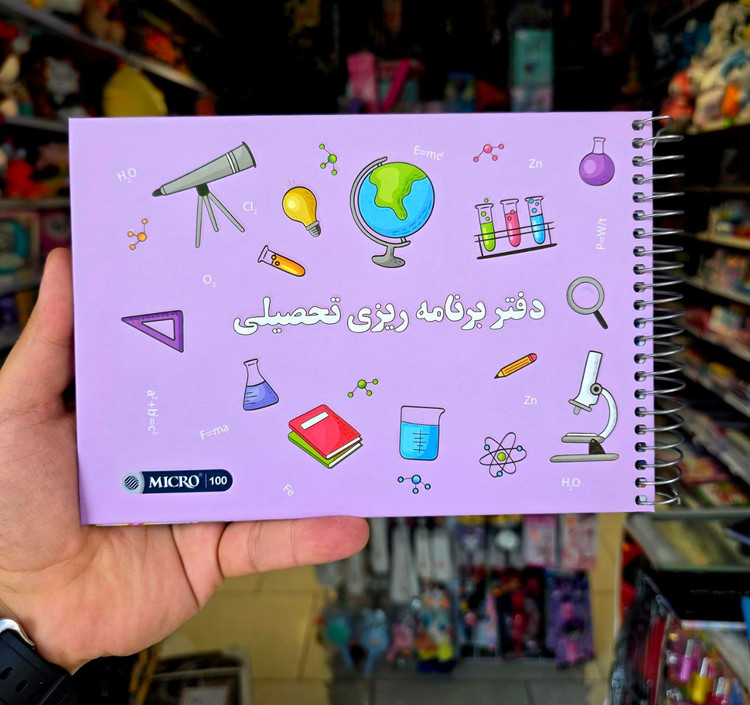 E=mc²
H₂O
Zn
Cl₂
P=W/t
O₂
دفتر برنامه ریزی تحصیلی
a²+b²=c²
Zn
F=ma
MICRO® 100
Fe
H₂O